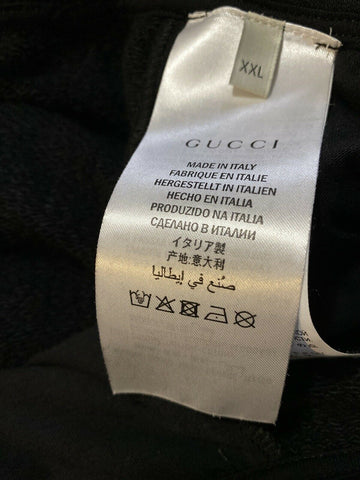 XXL
GUCCI
MADE IN ITALY
FABRIQUE EN ITALIE
HERGESTELLT IN ITALIEN
HECHO EN ITALIA
PRODUZIDO NA ITALIA
СДЕЛАНО В ИТАЛИИ
イタリア製
产地:意大利
صنع في إيطاليا